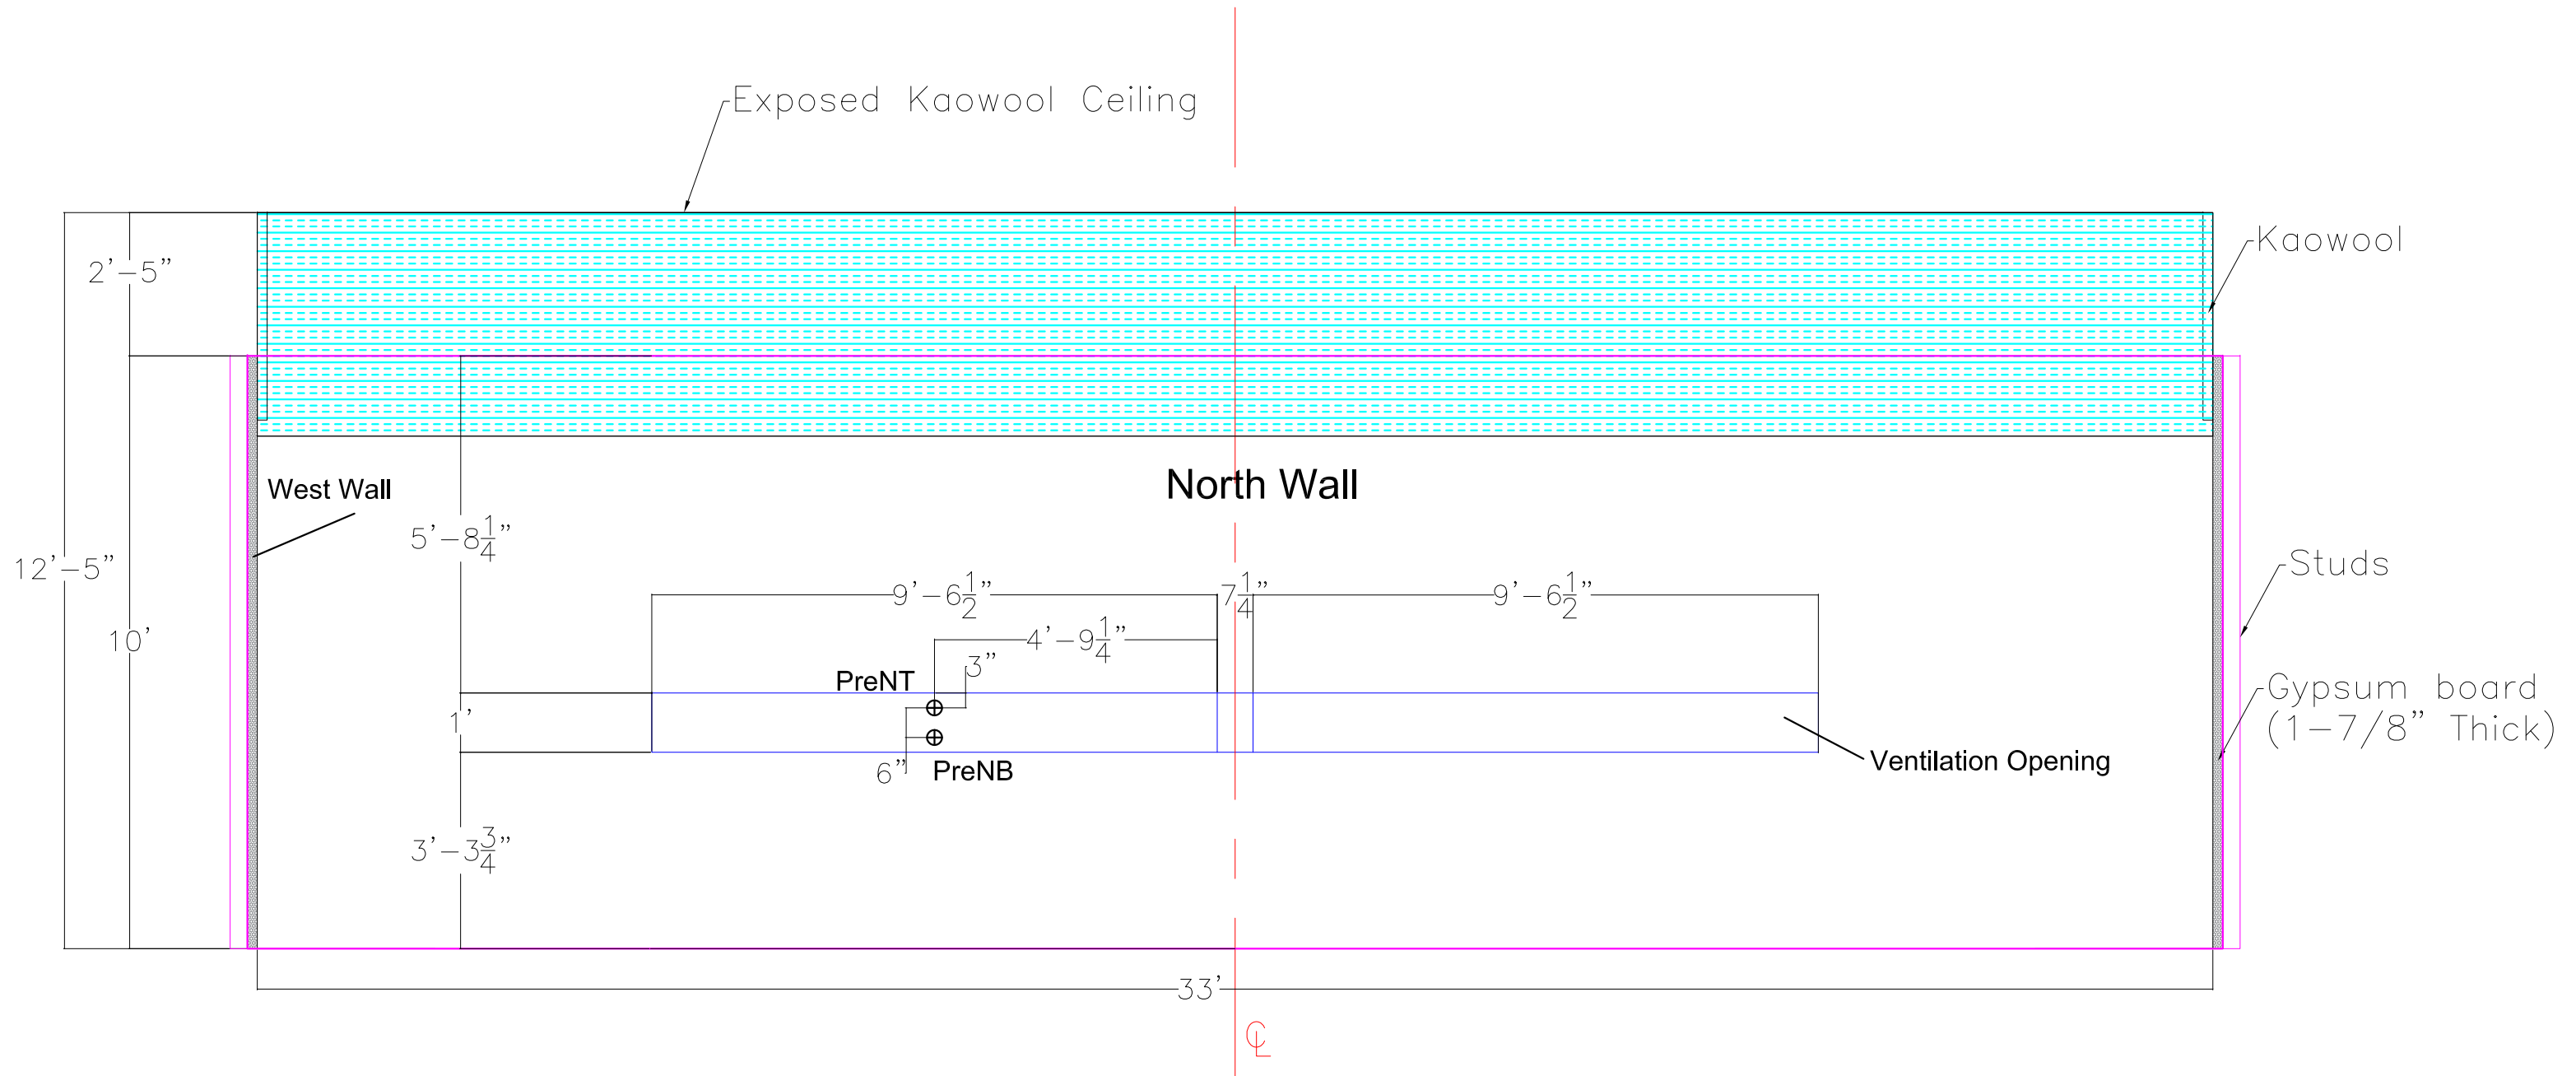 Exposed Kaowool Ceiling
2'-5"
Kaowool
West Wall
North Wall
5'-8 1/4"
12'-5"
Studs
9'-6 1/2"
7 1/4"
9'-6 1/2"
10'
4'-9 1/4"
3"
PreNT
Gypsum board
(1-7/8" Thick)
1'
6"
PreNB
Ventilation Opening
3'-3 3/4"
33'
℄